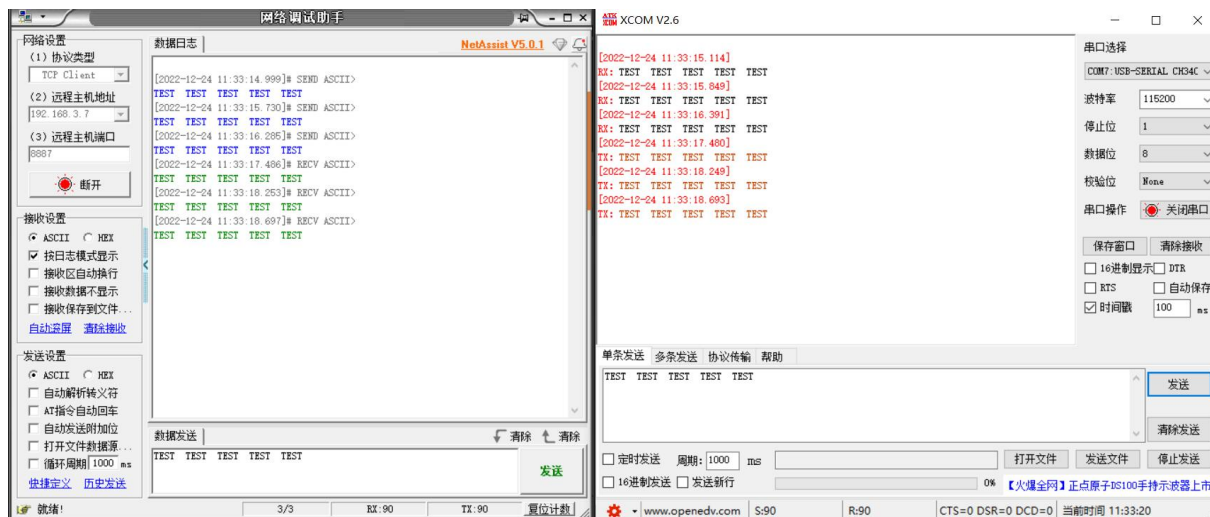 网络调试助手
网络设置
(1) 协议类型
TCP Client
(2) 远程主机地址
192.168.3.7
(3) 远程主机端口
8887
断开
接收设置
ASCII HEX
按日志模式显示
接收区自动换行
接收数据不显示
接收保存到文件...
自动滚屏 清除接收
发送设置
ASCII HEX
自动解析转义符
AT指令自动回车
自动发送附加位
打开文件数据源...
循环周期 1000 ms
快捷定义 历史发送
数据日志 NetAssist V5.0.1
[2022-12-24 11:33:14.999]# SEND ASCII>
TEST TEST TEST TEST TEST
[2022-12-24 11:33:15.730]# SEND ASCII>
TEST TEST TEST TEST TEST
[2022-12-24 11:33:16.285]# SEND ASCII>
TEST TEST TEST TEST TEST
[2022-12-24 11:33:17.486]# RECV ASCII>
TEST TEST TEST TEST TEST
[2022-12-24 11:33:18.253]# RECV ASCII>
TEST TEST TEST TEST TEST
[2022-12-24 11:33:18.697]# RECV ASCII>
TEST TEST TEST TEST TEST
数据发送 清除 清除
TEST TEST TEST TEST TEST
发送
就绪! 3/3 RX:90 TX:90 复位计数
ATK XCOM XCOM V2.6
[2022-12-24 11:33:15.114]
RX: TEST TEST TEST TEST TEST
[2022-12-24 11:33:15.849]
RX: TEST TEST TEST TEST TEST
[2022-12-24 11:33:16.391]
RX: TEST TEST TEST TEST TEST
[2022-12-24 11:33:17.480]
TX: TEST TEST TEST TEST TEST
[2022-12-24 11:33:18.249]
TX: TEST TEST TEST TEST TEST
[2022-12-24 11:33:18.693]
TX: TEST TEST TEST TEST TEST
串口选择
COM7:USB-SERIAL CH34C
波特率 115200
停止位 1
数据位 8
校验位 None
串口操作 关闭串口
保存窗口 清除接收
16进制显示 DTR
RTS 自动保存
时间戳 100 ms
单条发送 多条发送 协议传输 帮助
TEST TEST TEST TEST TEST
发送
清除发送
定时发送 周期: 1000 ms 打开文件 发送文件 停止发送
16进制发送 发送新行 0% 【火爆全网】正点原子DS100手持示波器上市
www.openedv.com S:90 R:90 CTS=0 DSR=0 DCD=0 当前时间 11:33:20